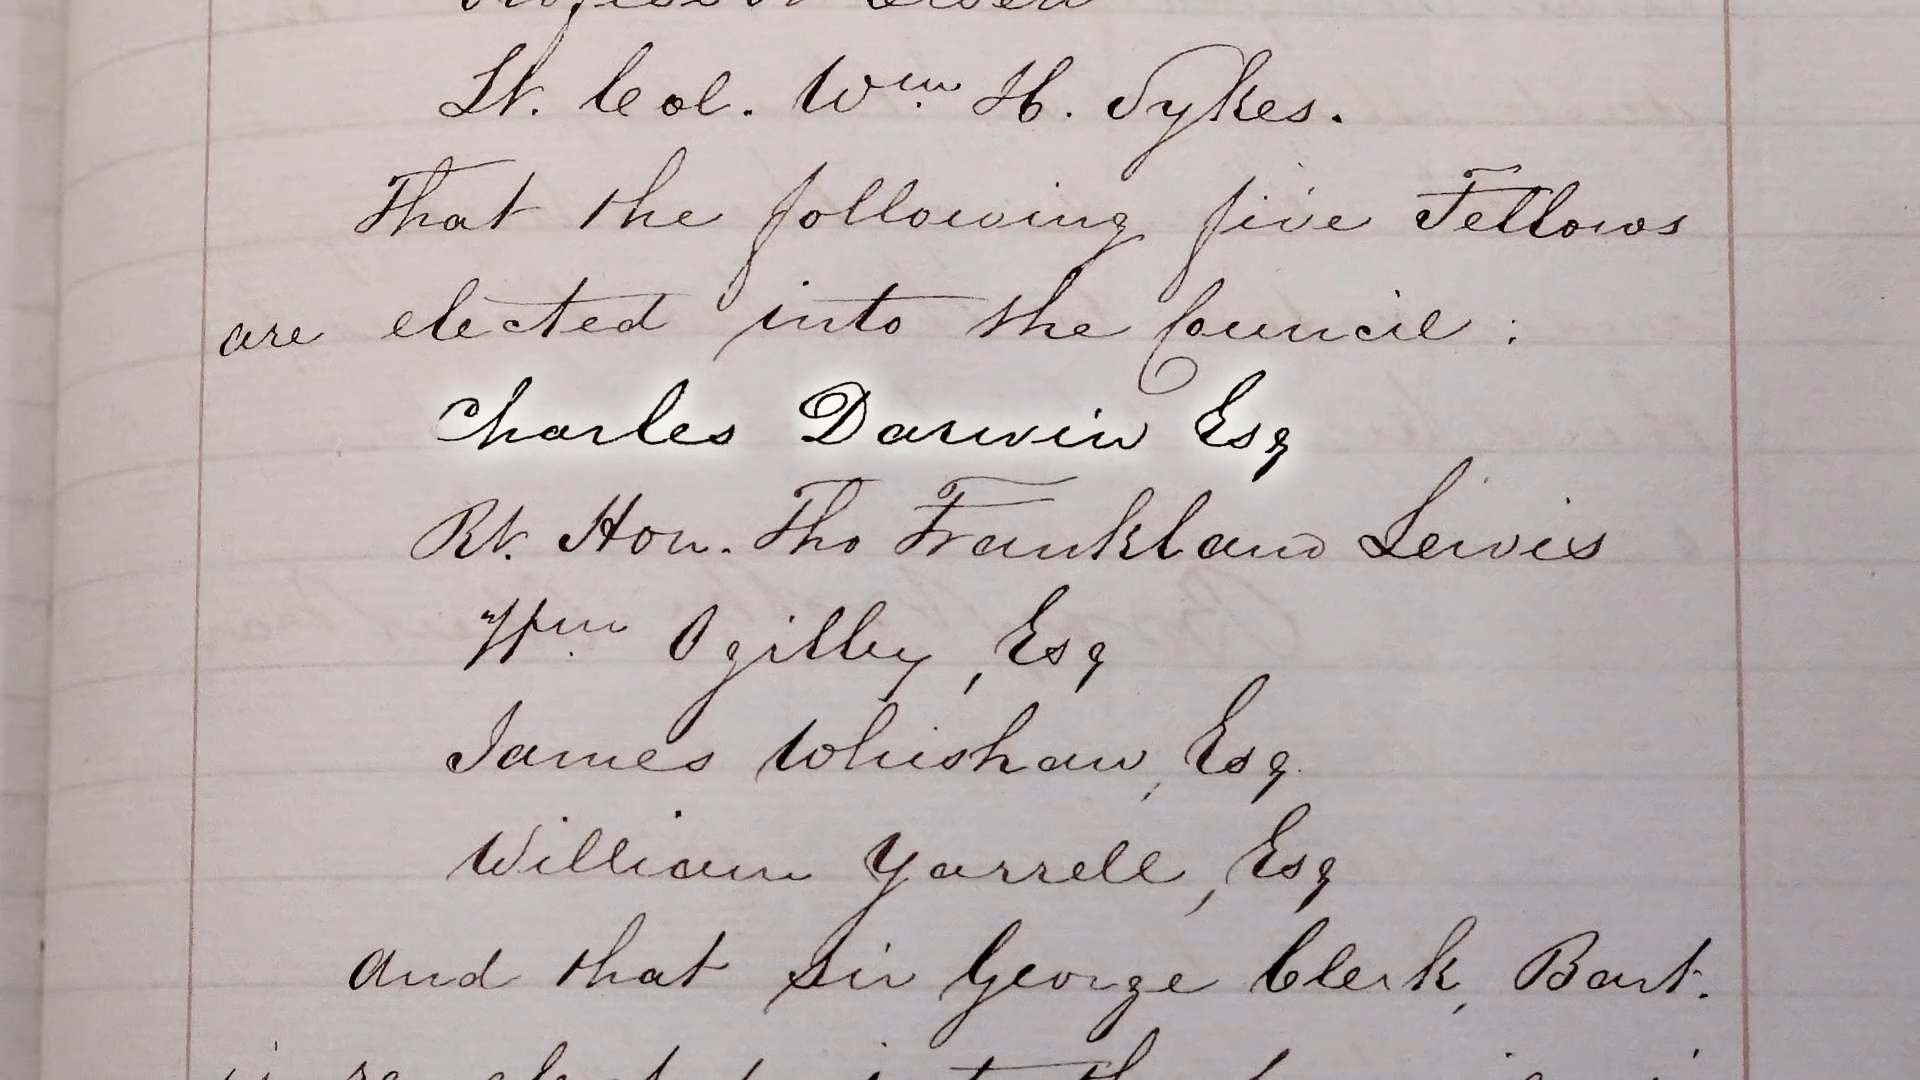 Lt. Col. Wm. H. Sykes.
That the following five Fellows
are elected into the Council :
Charles Darwin Esq
Rt. Hon. Tho Frankland Lewis
Wm. Ogilby, Esq
James Whishaw, Esq.
William Yarrell, Esq
And that Sir George Clerk, Bart.